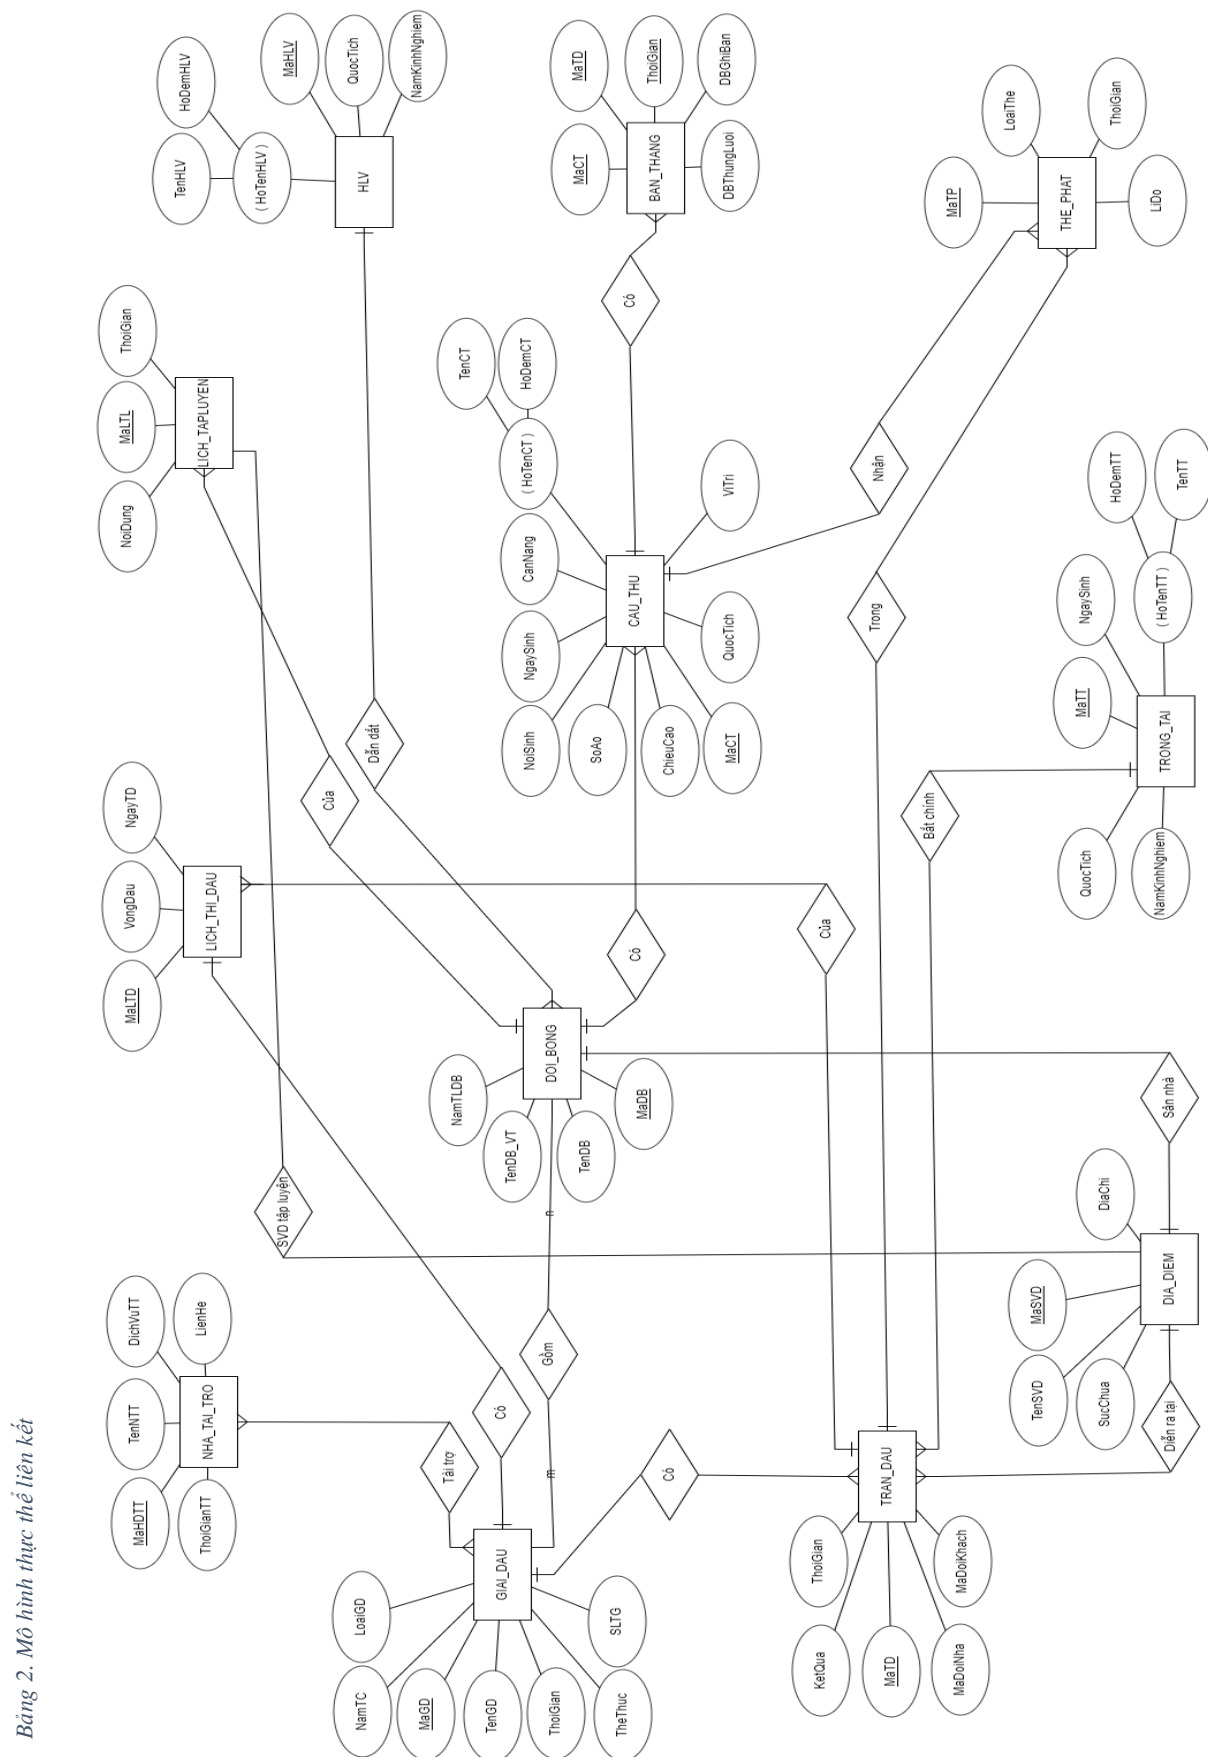 Bảng 2. Mô hình thực thể liên kết
MaHDTT
TenNTT
DichVuTT
ThoiGianTT
LienHe
NHA_TAI_TRO
MaLTD
VongDau
NgayTD
LICH_THI_DAU
NoiDung
MaLTL
ThoiGian
LICH_TAPLUYEN
TenHLV
HoDemHLV
( HoTenHLV )
MaHLV
QuocTich
NamKinhNghiem
HLV
SVD tập luyện
Của
Dẫn dắt
Tài trợ
Có
Gồm
m
n
NamTC
LoaiGD
MaGD
TenGD
ThoiGian
TheThuc
SLTG
GIAI_DAU
NamTLDB
TenDB_VT
TenDB
MaDB
DOI_BONG
Có
NoiSinh
NgaySinh
CanNang
( HoTenCT )
TenCT
HoDemCT
SoAo
ChieuCao
MaCT
QuocTich
ViTri
CAU_THU
Có
MaCT
MaTD
ThoiGian
DBGhiBan
DBThungLuoi
BAN_THANG
Có
Của
Trong
Nhận
Bắt chính
ThoiGian
KetQua
MaTD
MaDoiNha
MaDoiKhach
TRAN_DAU
MaTP
LoaiThe
ThoiGian
LiDo
THE_PHAT
TenSVD
MaSVD
DiaChi
SucChua
DIA_DIEM
Diễn ra tại
Sân nhà
QuocTich
MaTT
NgaySinh
HoDemTT
( HoTenTT )
TenTT
NamKinhNghiem
TRONG_TAI